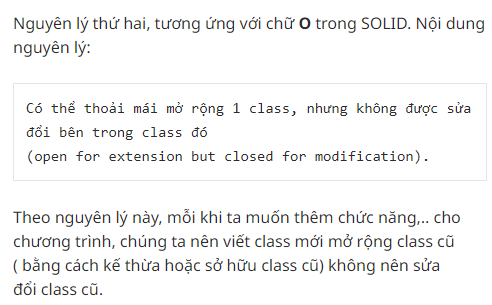 Nguyên lý thứ hai, tương ứng với chữ O trong SOLID. Nội dung
nguyên lý:
Có thể thoải mái mở rộng 1 class, nhưng không được sửa
đổi bên trong class đó
(open for extension but closed for modification).
Theo nguyên lý này, mỗi khi ta muốn thêm chức năng,.. cho
chương trình, chúng ta nên viết class mới mở rộng class cũ
( bằng cách kế thừa hoặc sở hữu class cũ) không nên sửa
đổi class cũ.